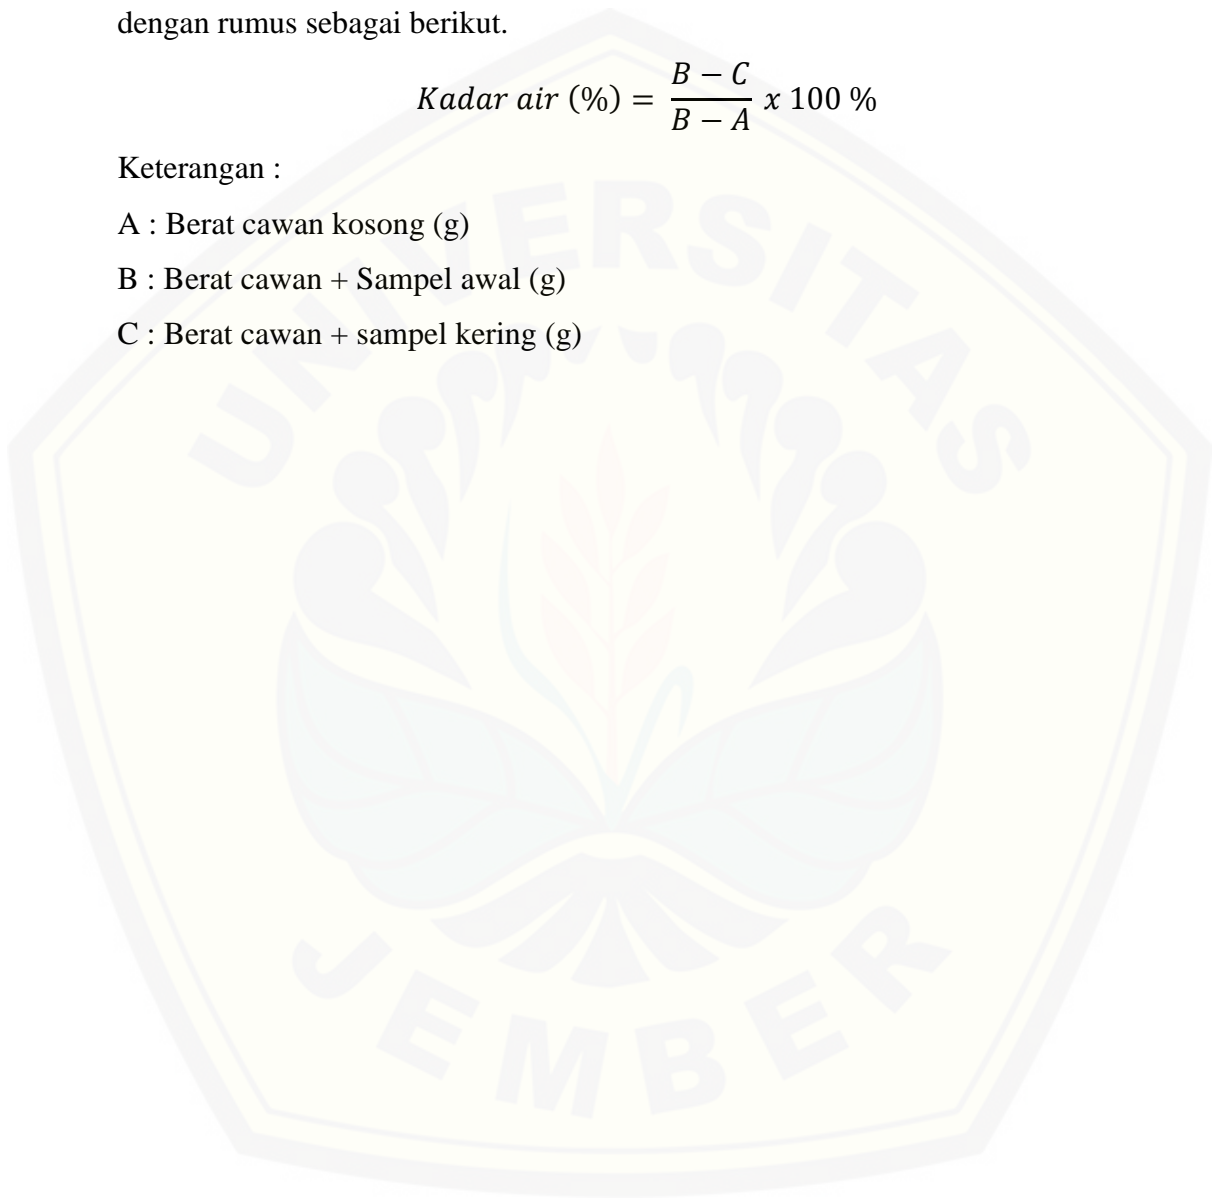 dengan rumus sebagai berikut.
Kadar air (%) = B − C / B − A x 100 %
Keterangan :
A : Berat cawan kosong (g)
B : Berat cawan + Sampel awal (g)
C : Berat cawan + sampel kering (g)
UNIVERSITAS
JEMBER